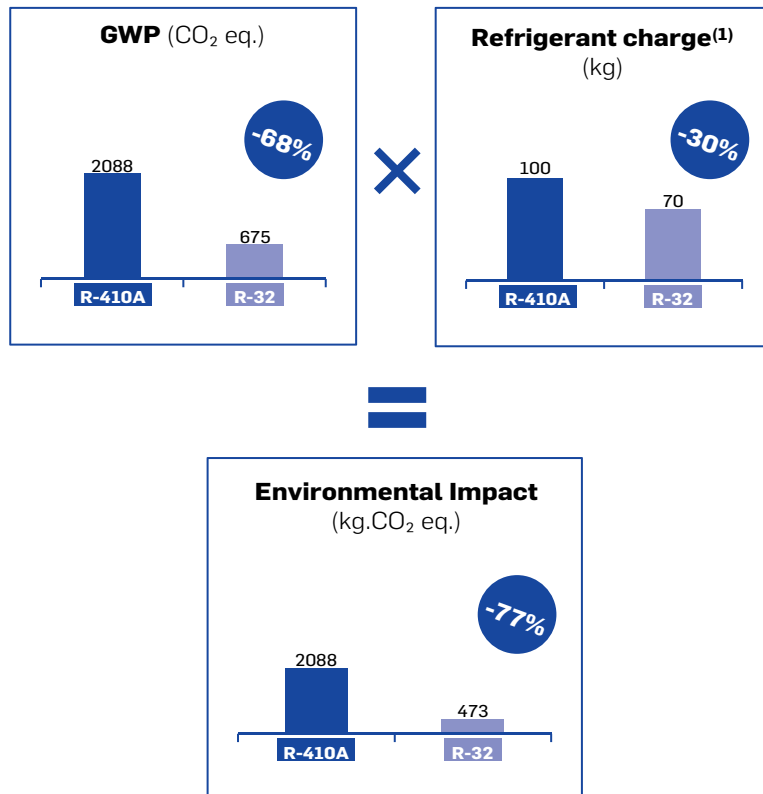 GWP (CO₂ eq.)
-68%
2088
675
R-410A R-32
×
Refrigerant charge⁽¹⁾
(kg)
-30%
100
70
R-410A R-32
=
Environmental Impact
(kg.CO₂ eq.)
-77%
2088
473
R-410A R-32